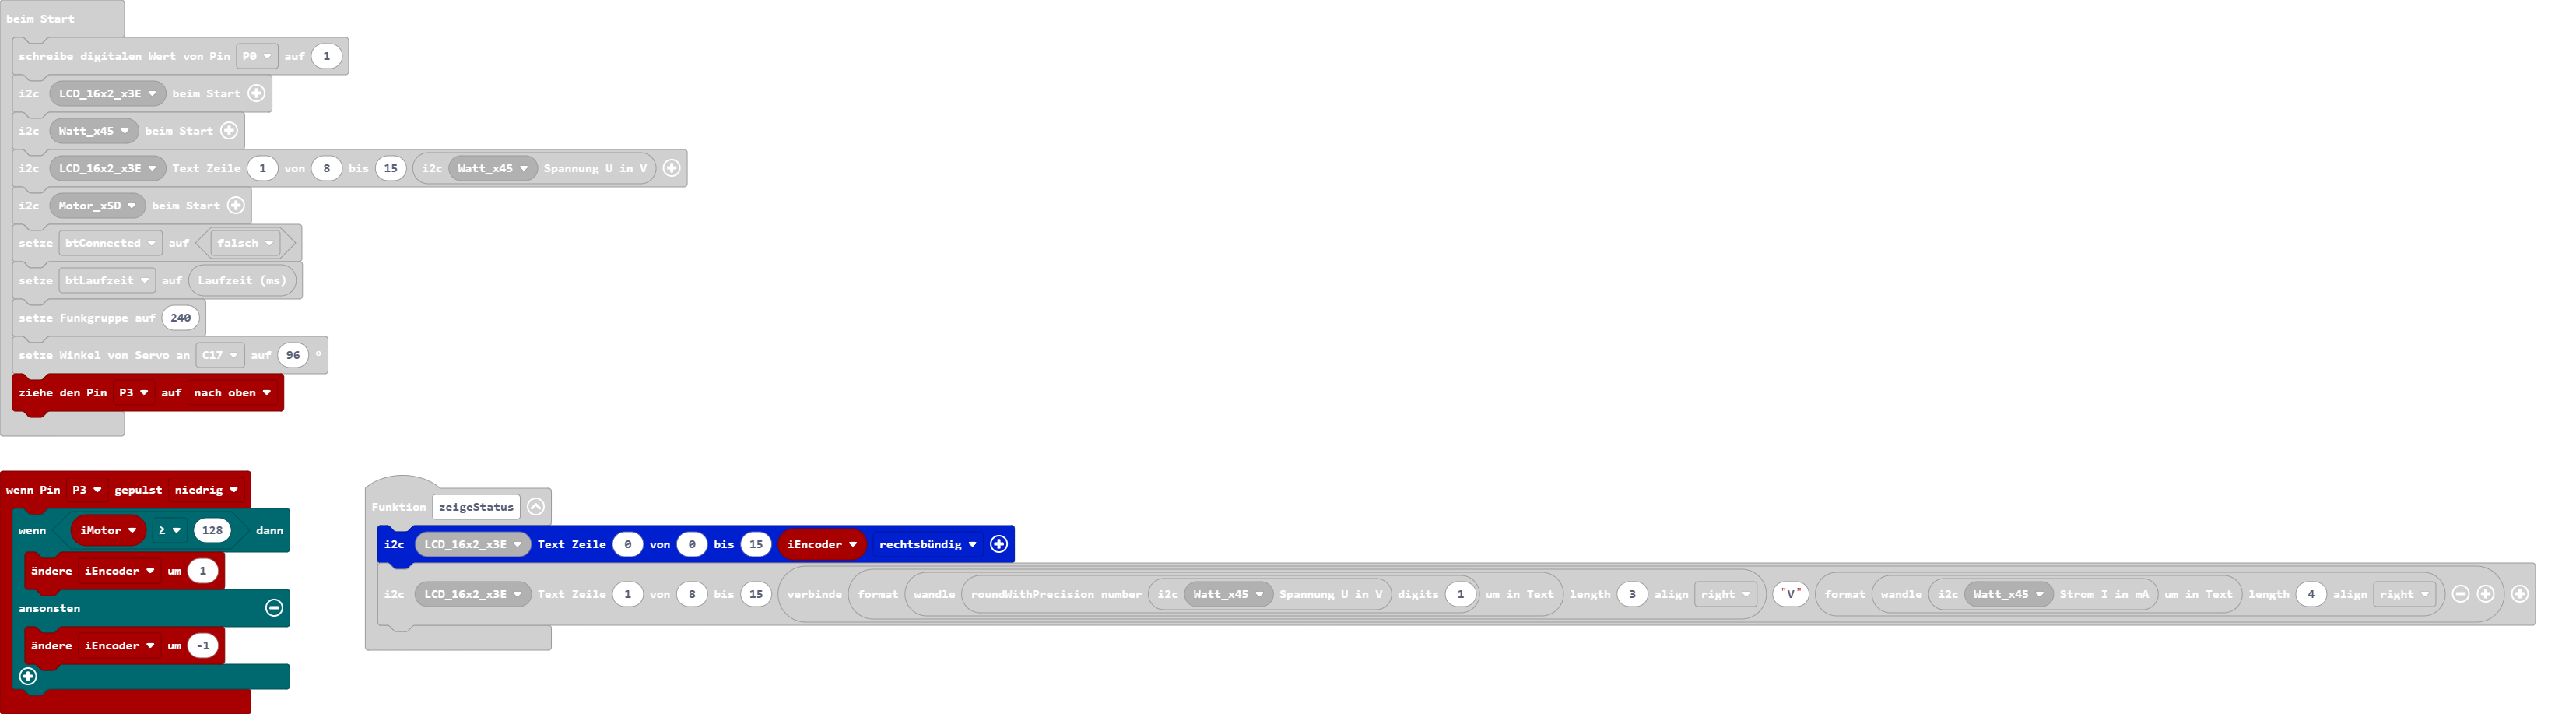 beim Start
schreibe digitalen Wert von Pin P0 auf 1
i2c LCD_16x2_x3E beim Start
i2c Watt_x45 beim Start
i2c LCD_16x2_x3E Text Zeile 1 von 8 bis 15 i2c Watt_x45 Spannung U in V
i2c Motor_x5D beim Start
setze btConnected auf falsch
setze btLaufzeit auf Laufzeit (ms)
setze Funkgruppe auf 240
setze Winkel von Servo an C17 auf 96 °
ziehe den Pin P3 auf nach oben
wenn Pin P3 gepulst niedrig
wenn iMotor ≥ 128 dann
ändere iEncoder um 1
ansonsten
ändere iEncoder um -1
Funktion zeigeStatus
i2c LCD_16x2_x3E Text Zeile 0 von 0 bis 15 iEncoder rechtsbündig
i2c LCD_16x2_x3E Text Zeile 1 von 8 bis 15 verbinde format wandle roundWithPrecision number i2c Watt_x45 Spannung U in V digits 1 um in Text length 3 align right "V" format wandle i2c Watt_x45 Strom I in mA um in Text length 4 align right